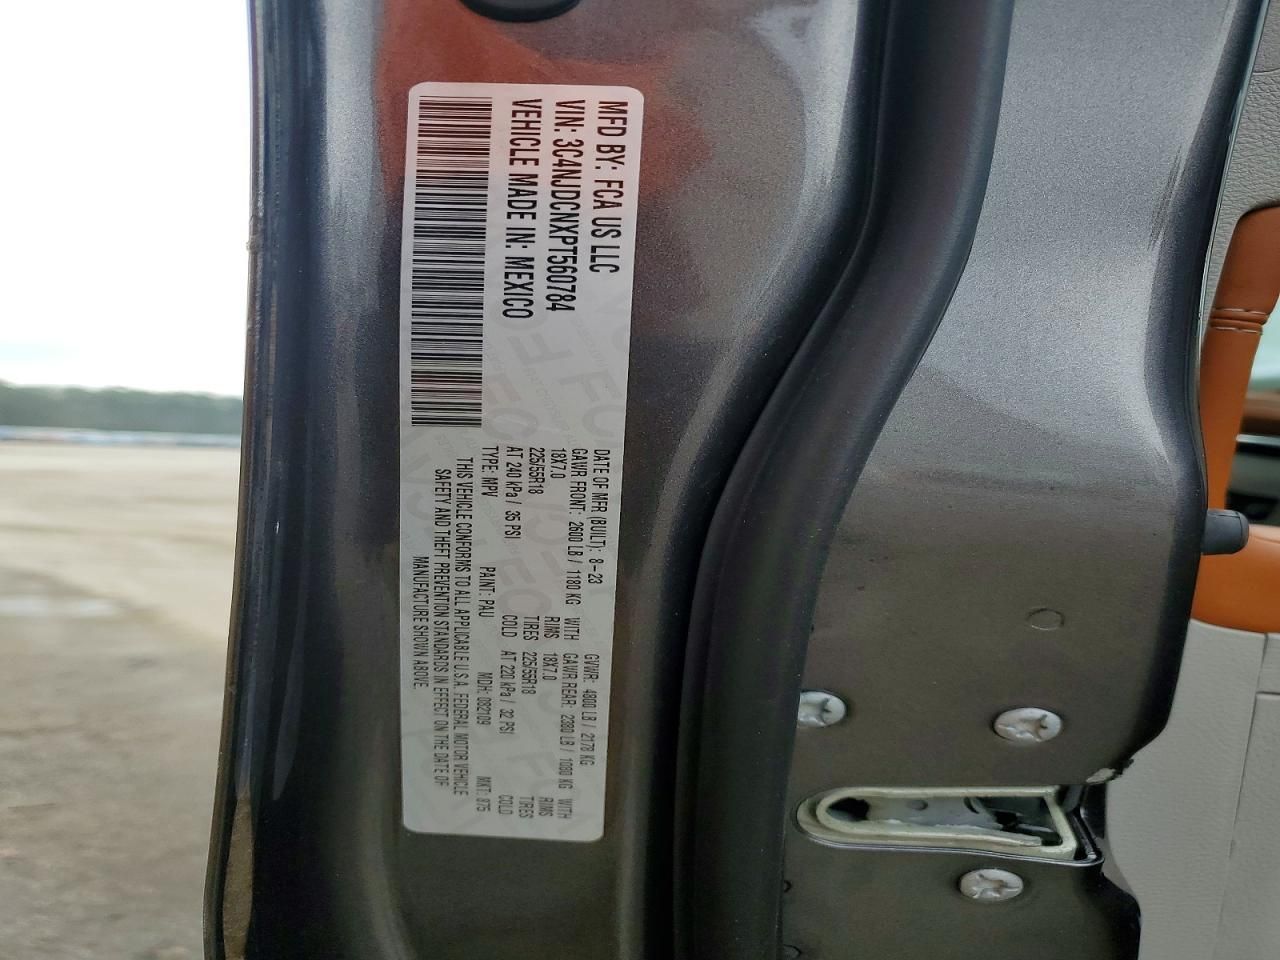 MFD BY: FCA US LLC
VIN: 3C4NJDCNXPT560784
VEHICLE MADE IN: MEXICO
DATE OF MFR (BUILT): 8-23 GVWR: 4800 LB / 2178 KG
GAWR FRONT: 2600 LB / 1180 KG WITH GAWR REAR: 2380 LB / 1080 KG WITH
18X7.0 RIMS 18X7.0 RIMS
225/55R18 TIRES 225/55R18 TIRES
AT 240 kPa / 35 PSI COLD AT 220 kPa / 32 PSI COLD
TYPE: MPV PAINT: PAU MDH: 082109 MKT: 875
THIS VEHICLE CONFORMS TO ALL APPLICABLE U.S.A. FEDERAL MOTOR VEHICLE
SAFETY AND THEFT PREVENTION STANDARDS IN EFFECT ON THE DATE OF
MANUFACTURE SHOWN ABOVE.